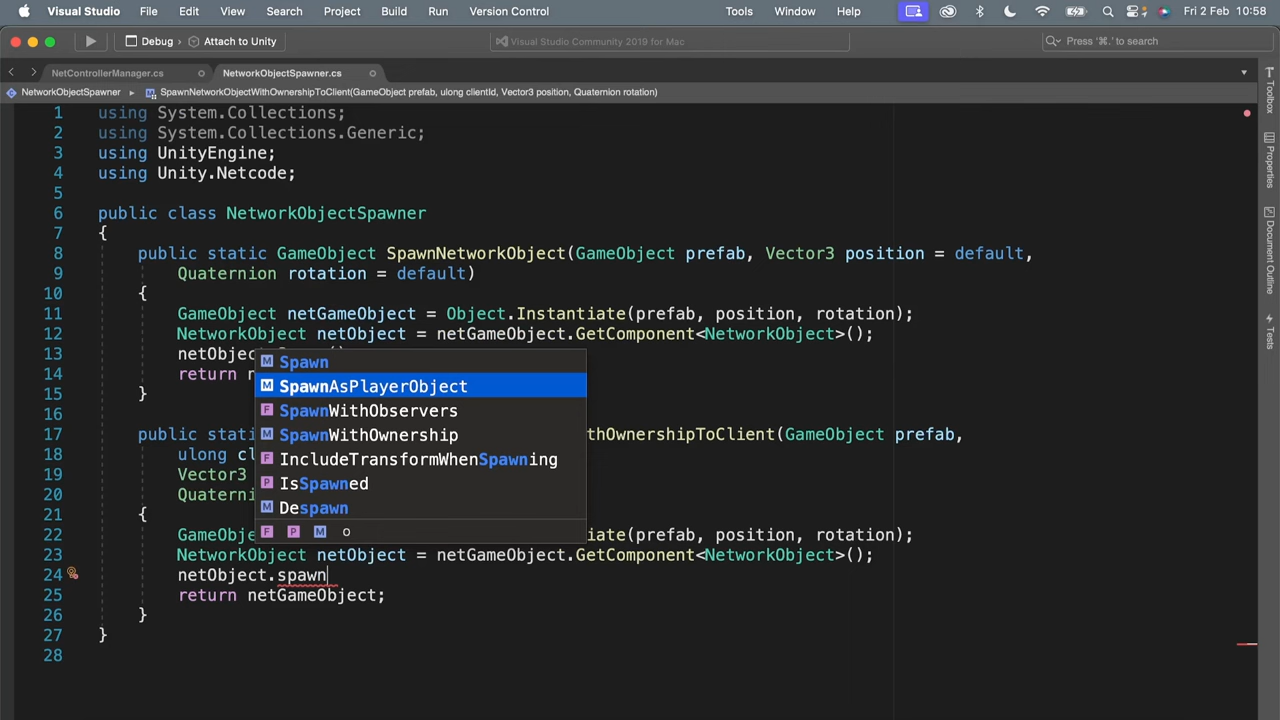 Visual Studio File Edit View Search Project Build Run Version Control Tools Window Help Fri 2 Feb 10:58
Debug Attach to Unity Visual Studio Community 2019 for Mac Press '⌘.' to search
NetControllerManager.cs NetworkObjectSpawner.cs
NetworkObjectSpawner SpawnNetworkObjectWithOwnershipToClient(GameObject prefab, ulong clientId, Vector3 position, Quaternion rotation)
1 using System.Collections;
2 using System.Collections.Generic;
3 using UnityEngine;
4 using Unity.Netcode;
5
6 public class NetworkObjectSpawner
7 {
8 public static GameObject SpawnNetworkObject(GameObject prefab, Vector3 position = default,
9 Quaternion rotation = default)
10 {
11 GameObject netGameObject = Object.Instantiate(prefab, position, rotation);
12 NetworkObject netObject = netGameObject.GetComponent<NetworkObject>();
13 netObject
14 return
15 }
16
17 public thOwnershipToClient(GameObject prefab,
18 ulong
19 Vector3
20
21 {
22 iate(prefab, position, rotation);
23 NetworkObject netObject = netGameObject.GetComponent<NetworkObject>();
24 netObject.spawn
25 return netGameObject;
26 }
27 }
28
Spawn
SpawnAsPlayerObject
SpawnWithObservers
SpawnWithOwnership
IncludeTransformWhenSpawning
IsSpawned
Despawn
F P M
Toolbox
Properties
Document Outline
Tests